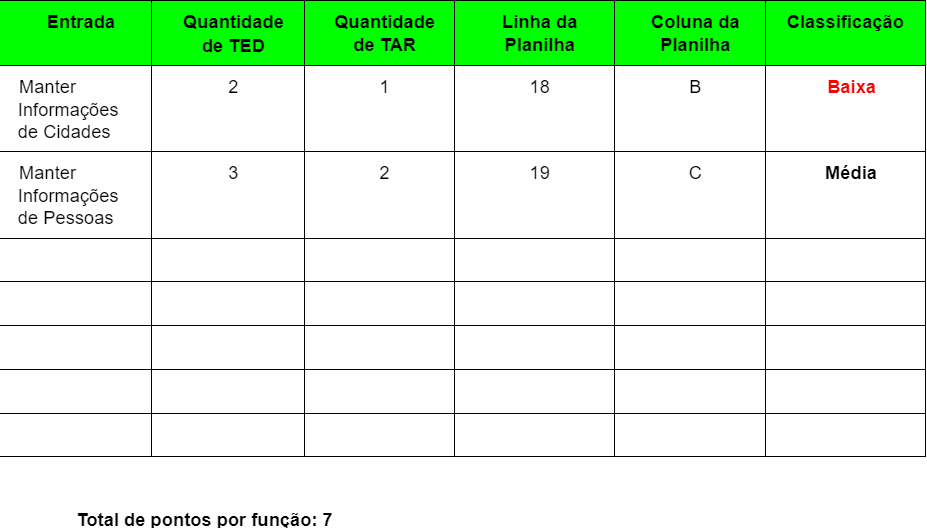 Entrada
Quantidade de TED
Quantidade de TAR
Linha da Planilha
Coluna da Planilha
Classificação
Manter Informações de Cidades
2
1
18
B
Baixa
Manter Informações de Pessoas
3
2
19
C
Média
Total de pontos por função: 7